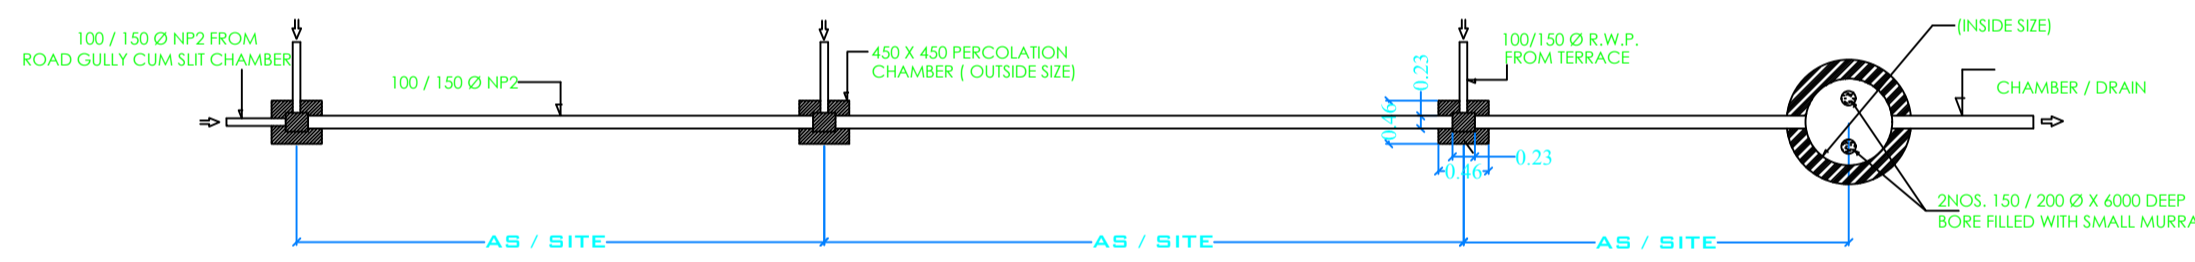 100 / 150 Ø NP2 FROM
ROAD GULLY CUM SLIT CHAMBER
100 / 150 Ø NP2
450 X 450 PERCOLATION
CHAMBER ( OUTSIDE SIZE)
0.23
0.46
100/150 Ø R.W.P.
FROM TERRACE
0.23
0.46
(INSIDE SIZE)
CHAMBER / DRAIN
2NOS. 150 / 200 Ø X 6000 DEEP
BORE FILLED WITH SMALL
AS / SITE
AS / SITE
AS / SITE